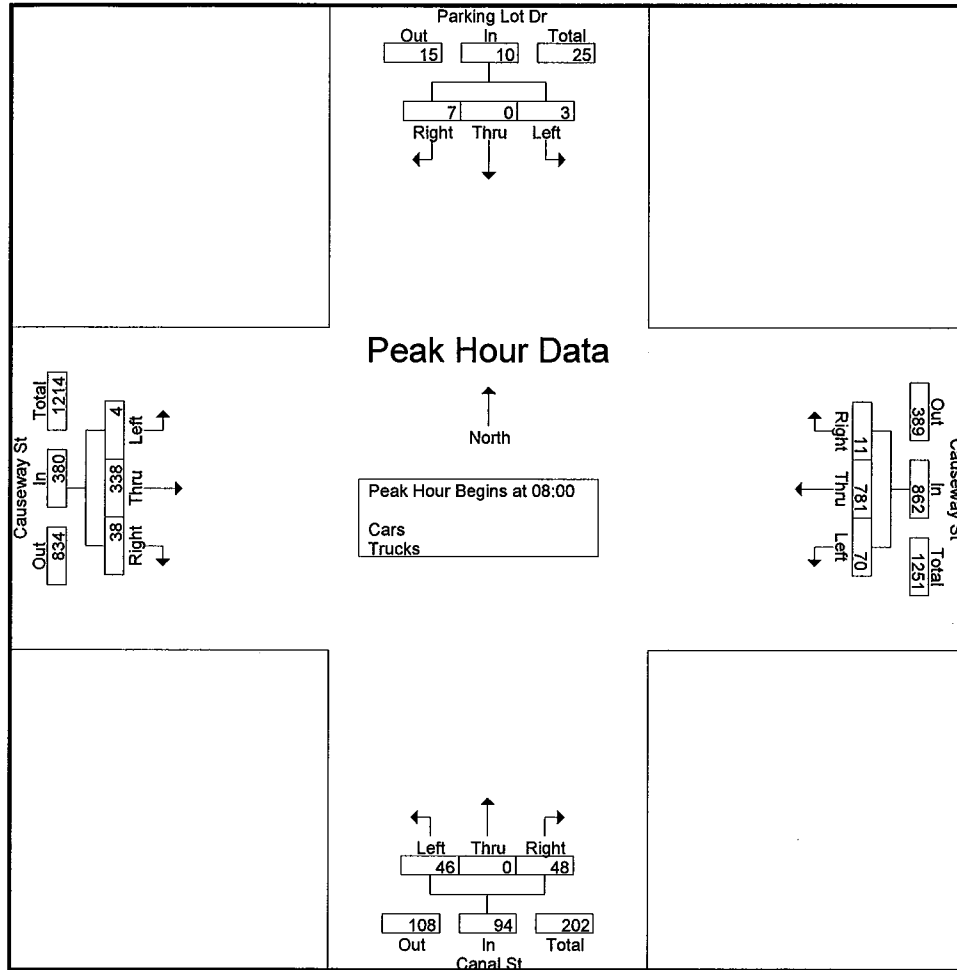 Parking Lot Dr
Out In Total
15 10 25
7 0 3
Right Thru Left
Peak Hour Data
North
Peak Hour Begins at 08:00
Cars
Trucks
Causeway St
Total In Out
1214 380 834
4 338 38
Left Thru Right
Right Thru Left
11 781 70
389 862 1251
Out In Total
Causeway St
Left Thru Right
46 0 48
108 94 202
Out In Total
Canal St